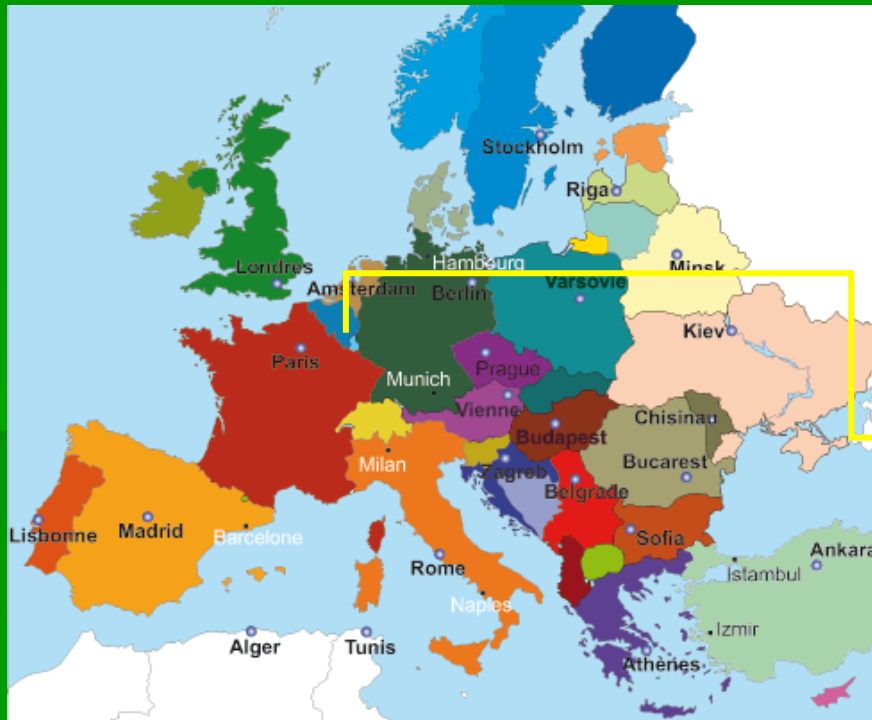 Stockholm
Riga
Minsk
Londres
Hambourg
Amsterdam
Berlin
Varsovie
Kiev
Paris
Prague
Munich
Vienne
Chisinau
Budapest
Milan
Zagreb
Bucarest
Belgrade
Lisbonne
Madrid
Barcelone
Sofia
Ankara
Rome
Istambul
Naples
Izmir
Alger
Tunis
Athènes